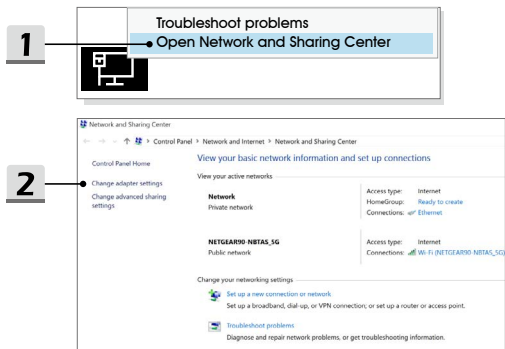 1
Troubleshoot problems
Open Network and Sharing Center
2
Network and Sharing Center
Control Panel > Network and Internet > Network and Sharing Center
Control Panel Home
Change adapter settings
Change advanced sharing
settings
View your basic network information and set up connections
View your active networks
Network
Private network
Access type: Internet
HomeGroup: Ready to create
Connections: Ethernet
NETGEAR90-NBTAS_5G
Public network
Access type: Internet
Connections: Wi-Fi (NETGEAR90-NBTAS_5G)
Change your networking settings
Set up a new connection or network
Set up a broadband, dial-up, or VPN connection; or set up a router or access point.
Troubleshoot problems
Diagnose and repair network problems, or get troubleshooting information.